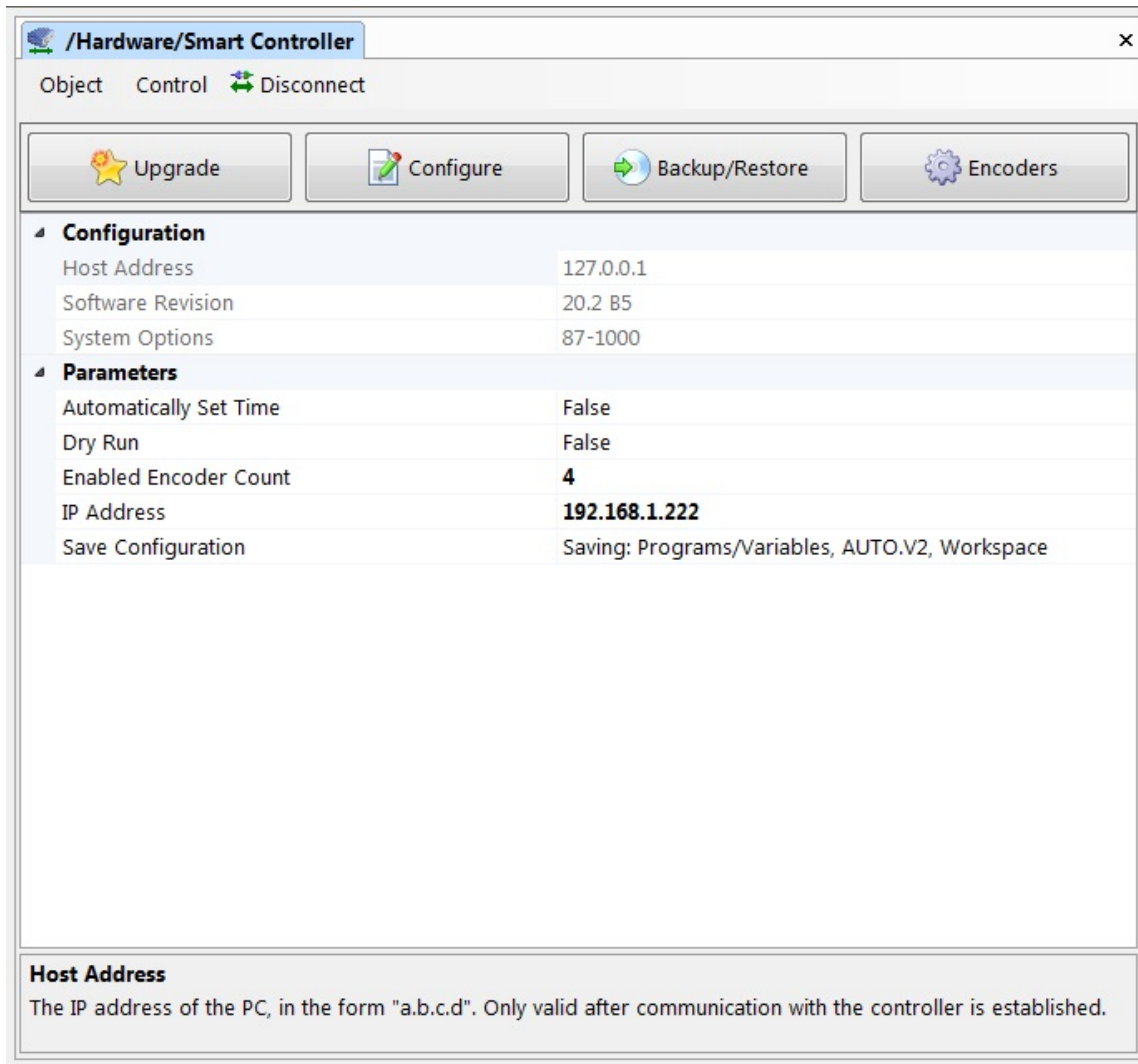 /Hardware/Smart Controller
Object Control Disconnect
Upgrade Configure Backup/Restore Encoders
Configuration
Host Address 127.0.0.1
Software Revision 20.2 B5
System Options 87-1000
Parameters
Automatically Set Time False
Dry Run False
Enabled Encoder Count 4
IP Address 192.168.1.222
Save Configuration Saving: Programs/Variables, AUTO.V2, Workspace
Host Address
The IP address of the PC, in the form "a.b.c.d". Only valid after communication with the controller is established.